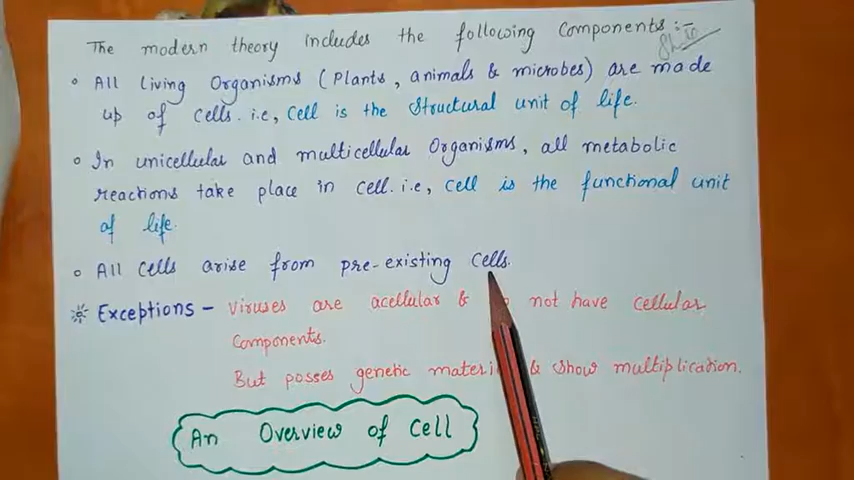 The modern theory includes the following Components :-
All living Organisms (Plants, animals & microbes) are made
up of cells. i.e, Cell is the Structural unit of life.
In unicellular and multicellular Organisms, all metabolic
reactions take place in cell. i.e, cell is the functional unit
of life.
All cells arise from pre-existing cells.
Exceptions - Viruses are acellular & not have cellular
Components.
But posses genetic & show multiplication.
An Overview of Cell